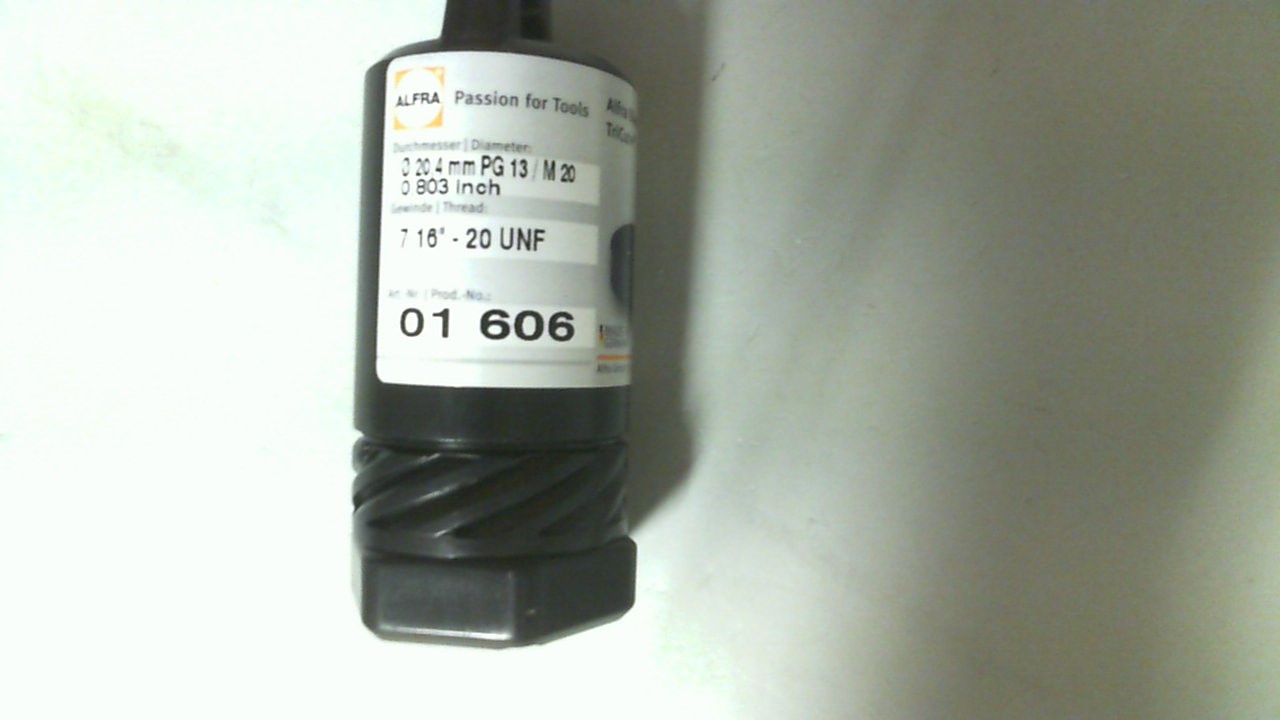 ALFRA
Passion for Tools
Durchmesser | Diameter:
Ø 20,4 mm PG 13 / M 20
0,803 inch
Gewinde | Thread:
7 16" - 20 UNF
Art.-Nr. | Prod.-No.:
01 606